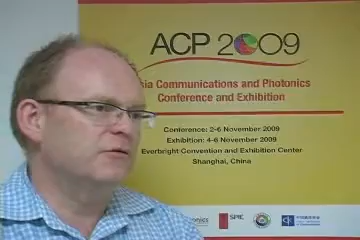 ACP 2009
sia Communications and Photonics
Conference and Exhibition
Conference: 2-6 November 2009
Exhibition: 4-6 November 2009
Everbright Convention and Exhibition Center
Shanghai, China
SPIE